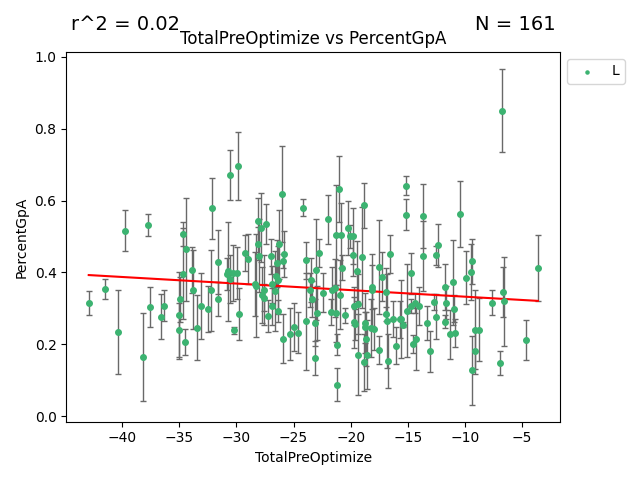 r^2 = 0.02
N = 161
TotalPreOptimize vs PercentGpA
L
1.0
0.8
0.6
0.4
0.2
0.0
PercentGpA
−40 −35 −30 −25 −20 −15 −10 −5
TotalPreOptimize